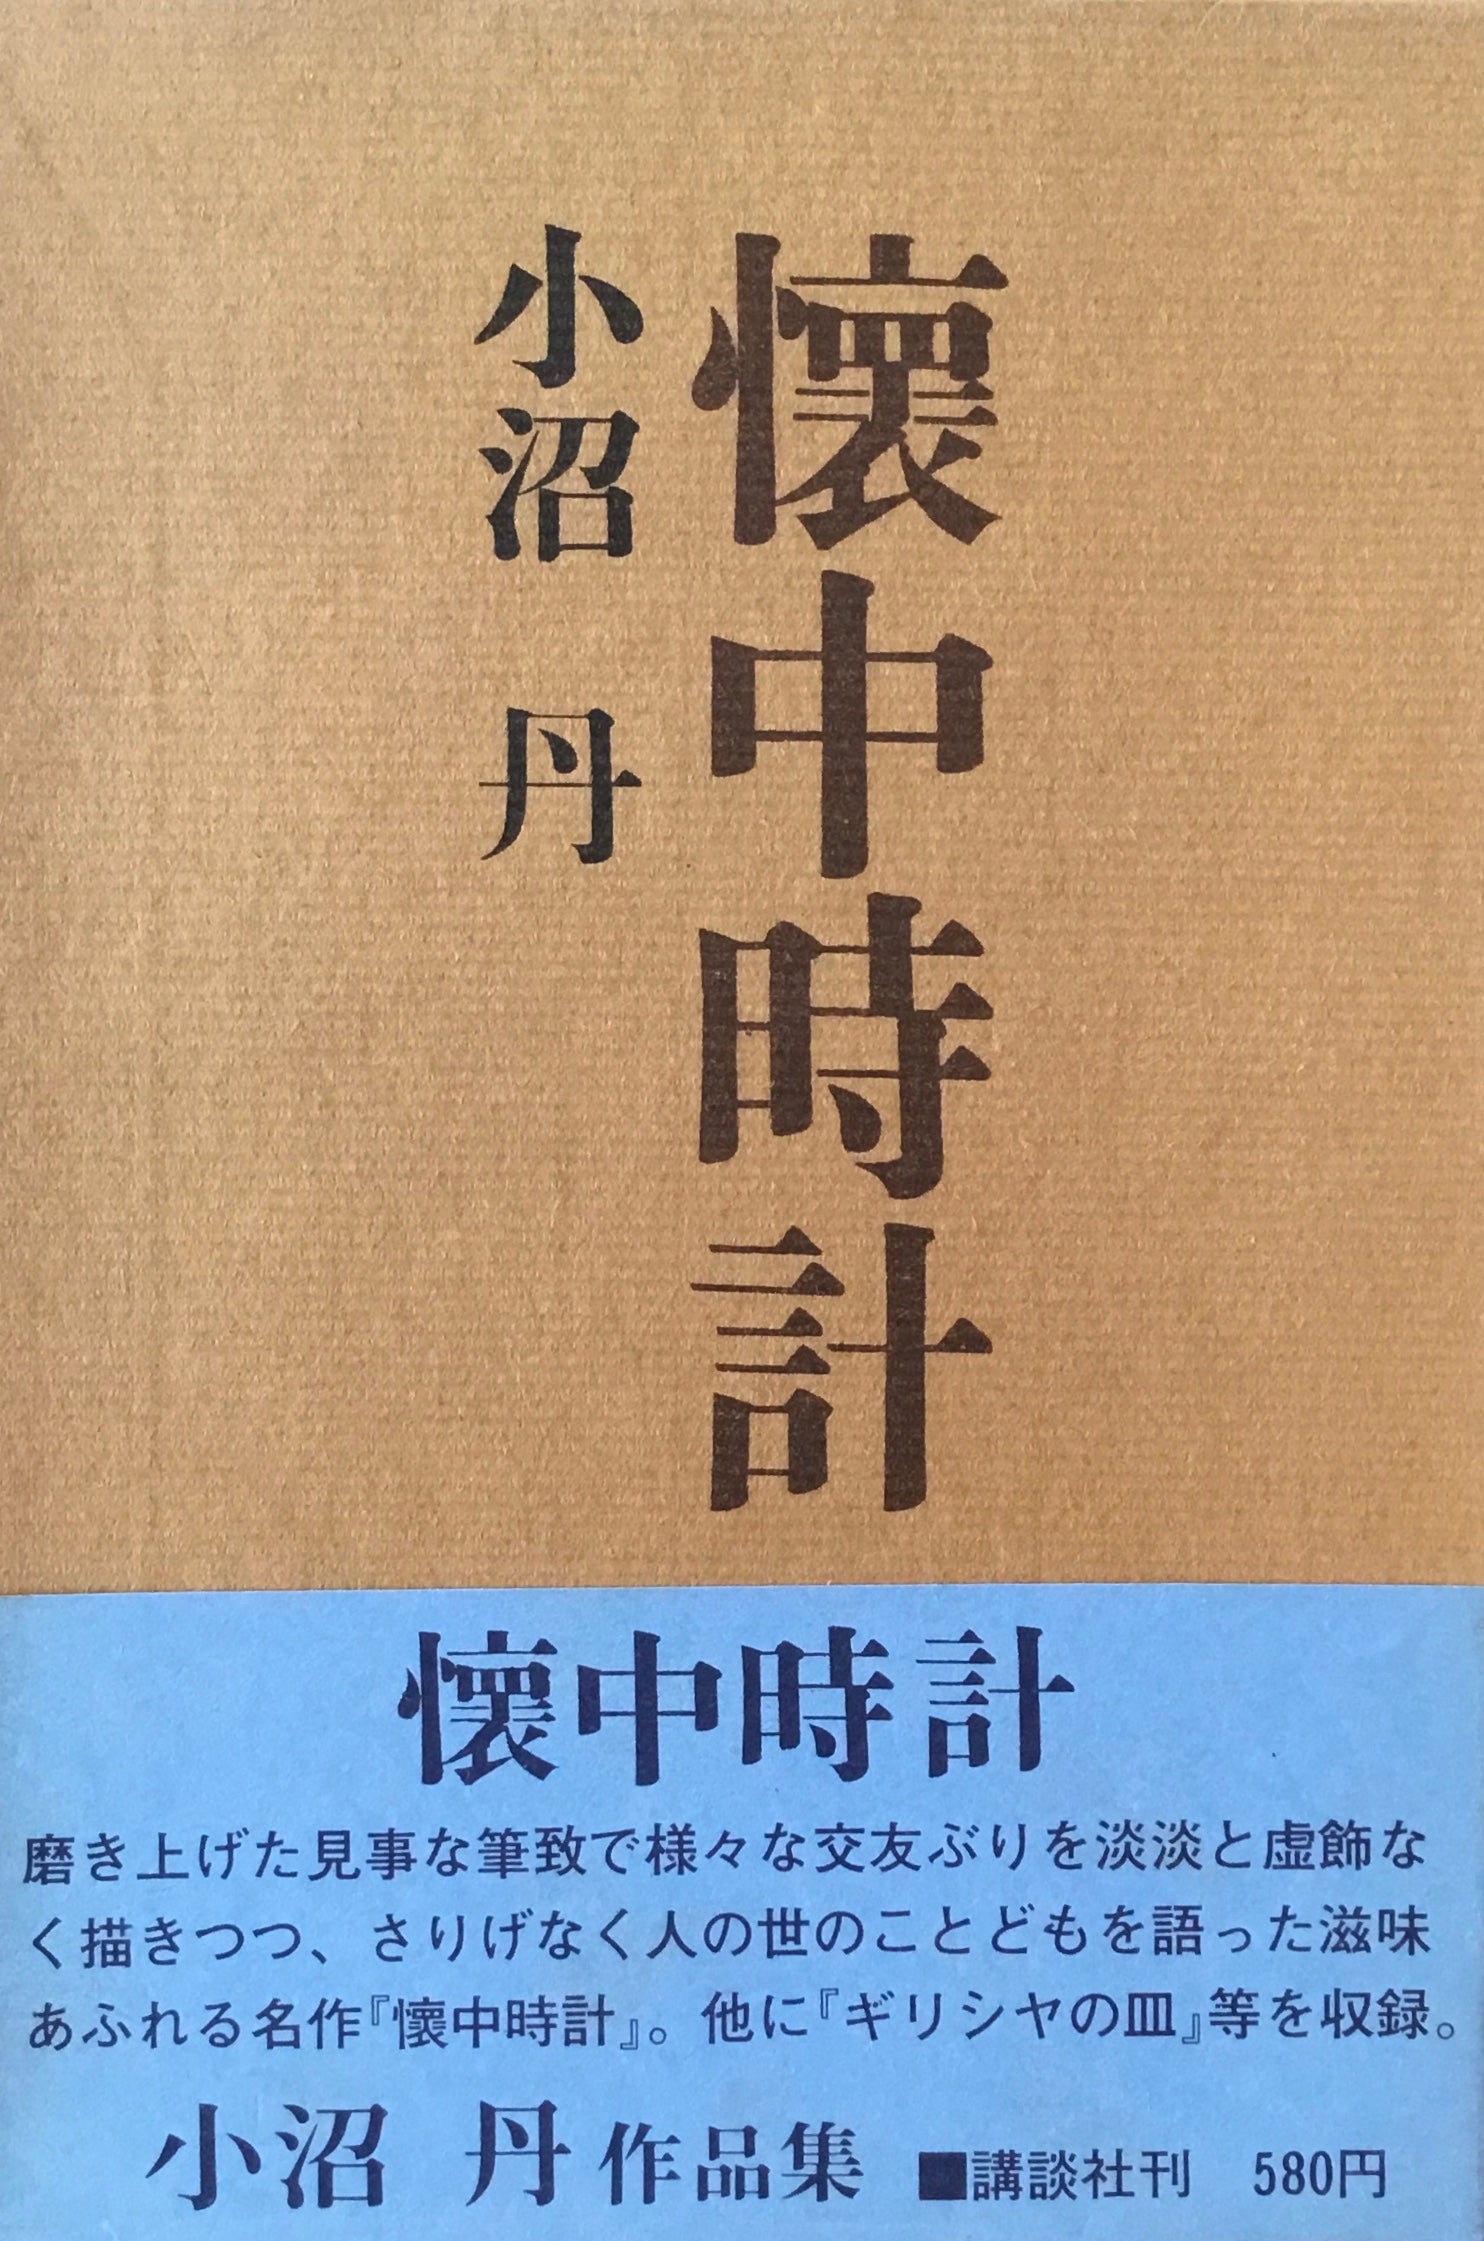 懐中時計
小沼 丹
懐中時計
磨き上げた見事な筆致で様々な交友ぶりを淡淡と虚飾な
く描きつつ、さりげなく人の世のことどもを語った滋味
あふれる名作『懐中時計』。他に『ギリシヤの皿』等を収録。
小沼 丹作品集 ■講談社刊 580円